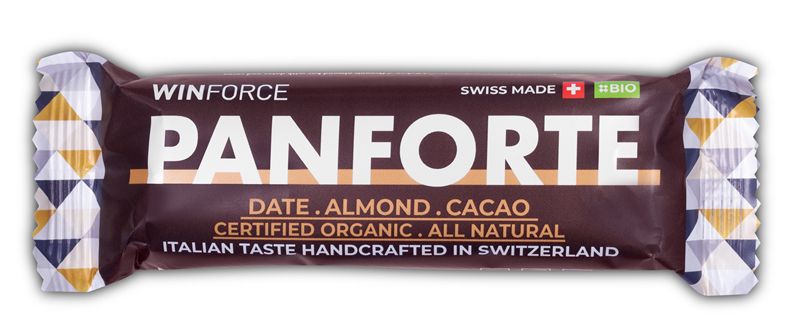 WINFORCE SWISS MADE #BIO
PANFORTE
DATE . ALMOND . CACAO
CERTIFIED ORGANIC . ALL NATURAL
ITALIAN TASTE HANDCRAFTED IN SWITZERLAND